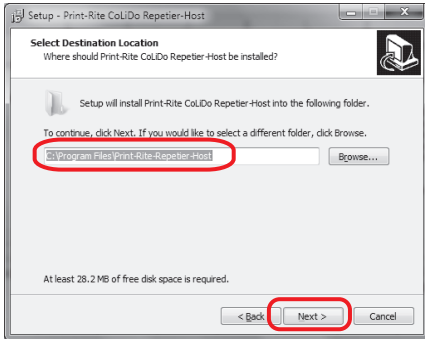 Setup - Print-Rite CoLiDo Repetier-Host
Select Destination Location
Where should Print-Rite CoLiDo Repetier-Host be installed?
Setup will install Print-Rite CoLiDo Repetier-Host into the following folder.
To continue, click Next. If you would like to select a different folder, click Browse.
C:\Program Files\Print-Rite-Repetier-Host
Browse...
At least 28.2 MB of free disk space is required.
< Back
Next >
Cancel